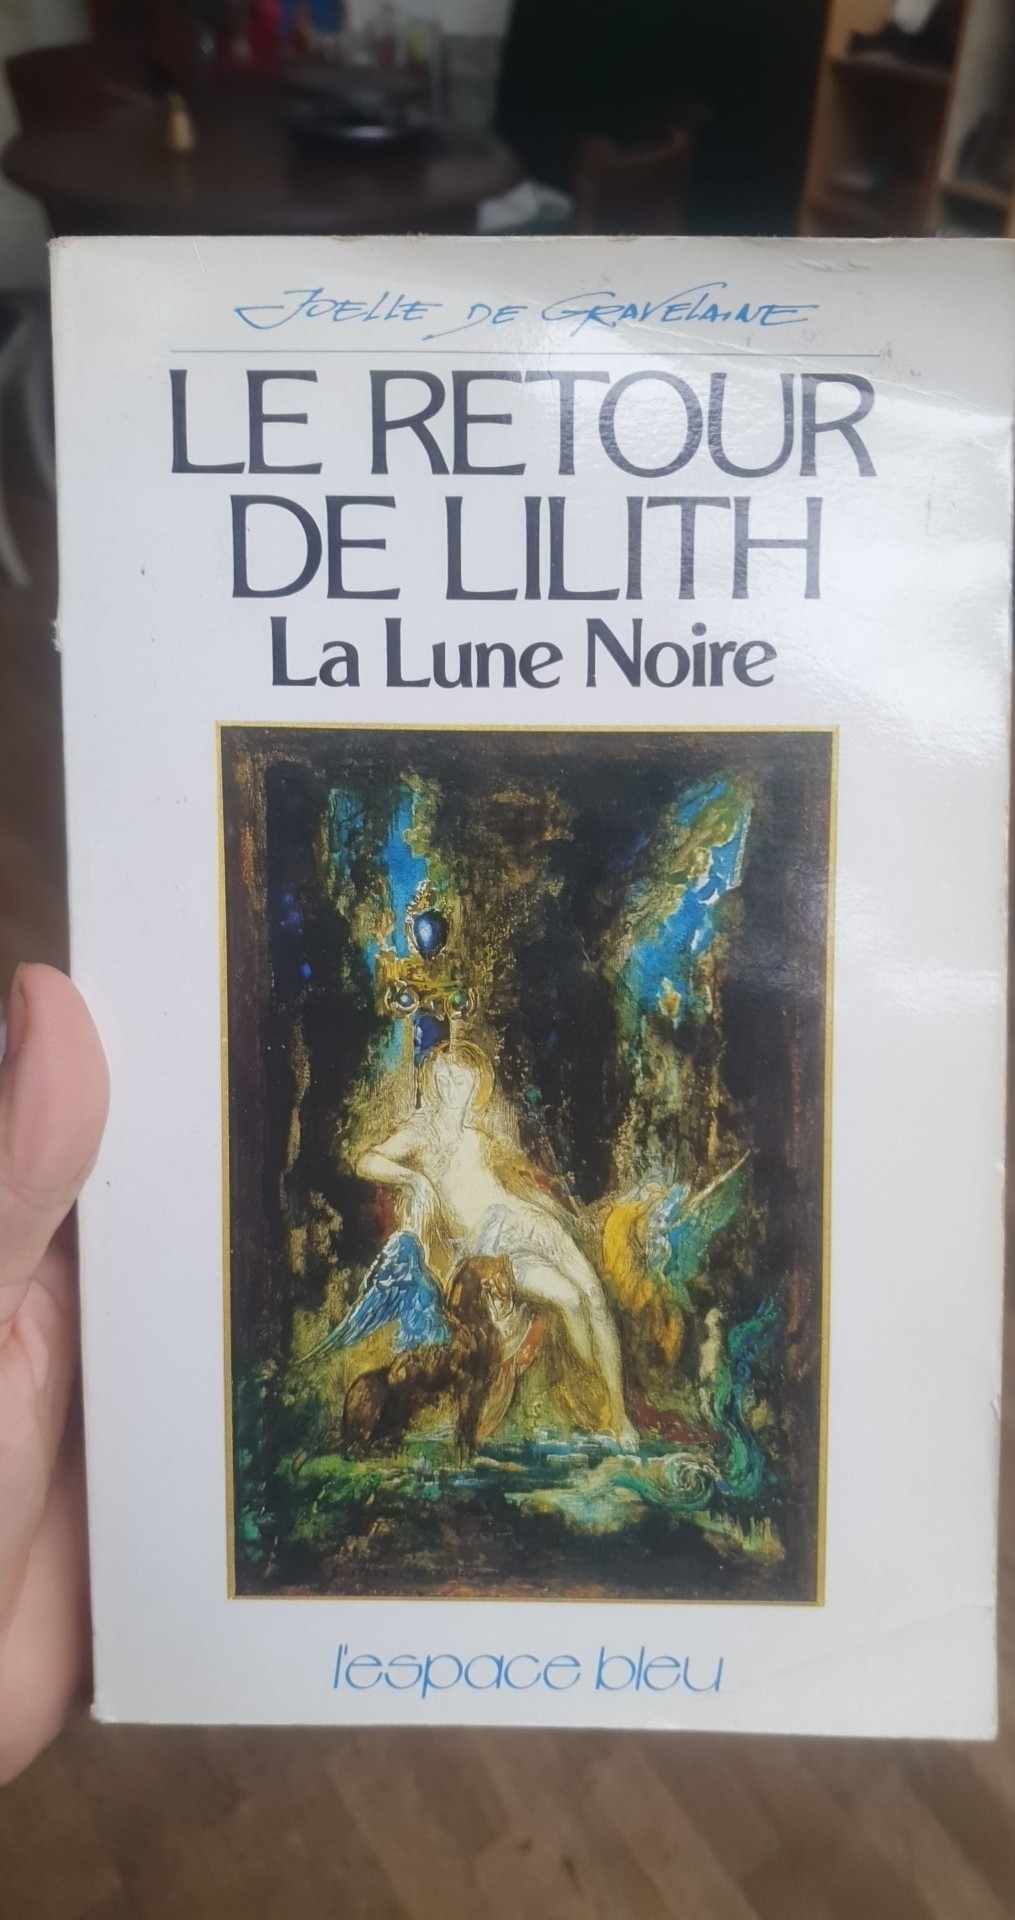 JOELLE DE GRAVELAINE
LE RETOUR
DE LILITH
La Lune Noire
l'espace bleu